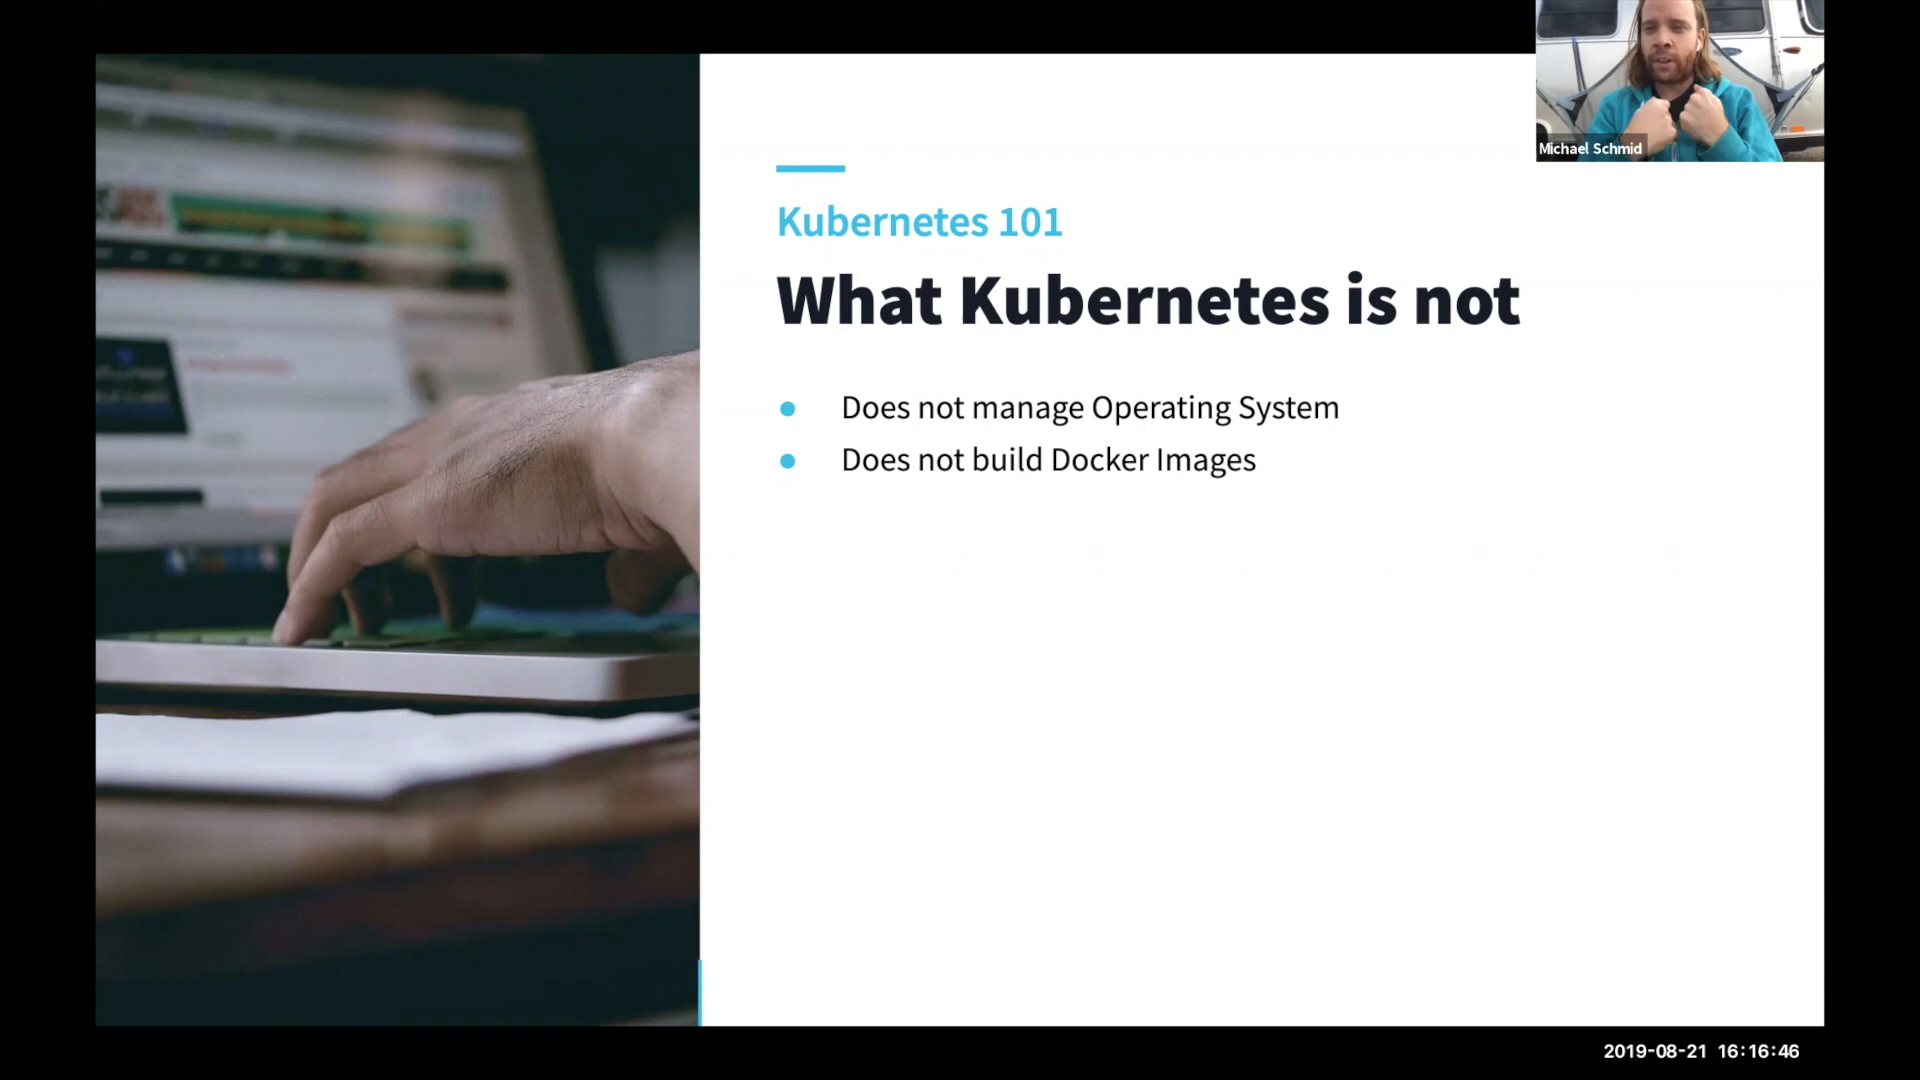 Michael Schmid
Kubernetes 101
What Kubernetes is not
Does not manage Operating System
Does not build Docker Images
2019-08-21 16:16:46